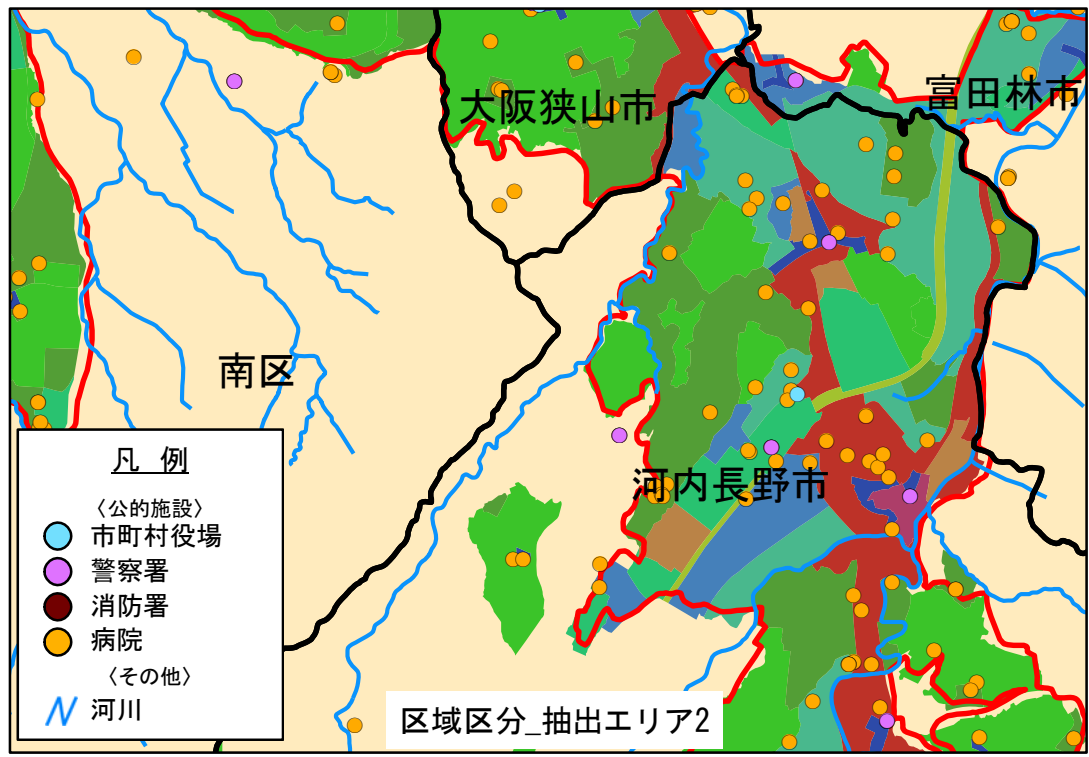 大阪狭山市
富田林市
南区
河内長野市
凡 例
〈公的施設〉
市町村役場
警察署
消防署
病院
〈その他〉
河川
区域区分_抽出エリア2